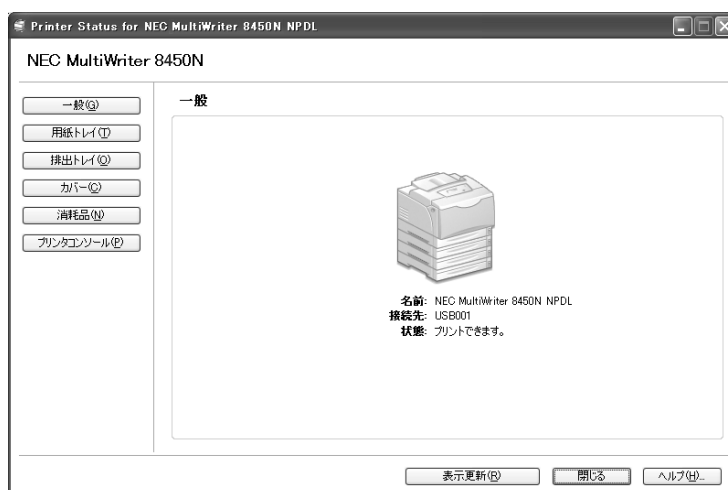 Printer Status for NEC MultiWriter 8450N NPDL
NEC MultiWriter 8450N
一般(G)
用紙トレイ(T)
排出トレイ(O)
カバー(C)
消耗品(N)
プリンタコンソール(P)
一般
名前: NEC MultiWriter 8450N NPDL
接続先: USB001
状態: プリントできます。
表示更新(R)
閉じる
ヘルプ(H)...